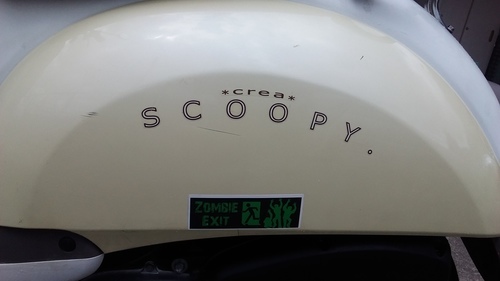 *crea*
SCOOPY.
ZOMBIE
EXIT